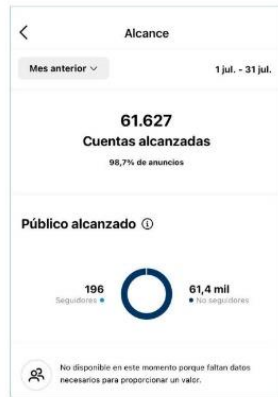 Alcance
Mes anterior
1 jul. - 31 jul.
61.627
Cuentas alcanzadas
98,7% de anuncios
Público alcanzado
196
Seguidores
61,4 mil
No seguidores
No disponible en este momento porque faltan datos
necesarios para proporcionar un valor.